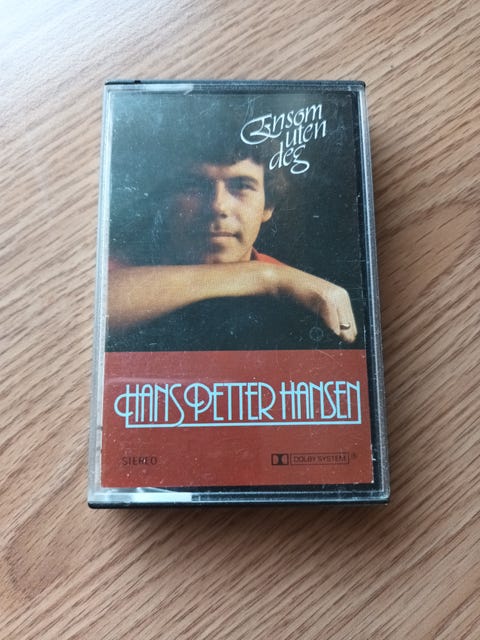 Ensom
uten
deg
HANS PETTER HANSEN
STEREO
DOLBY SYSTEM ®